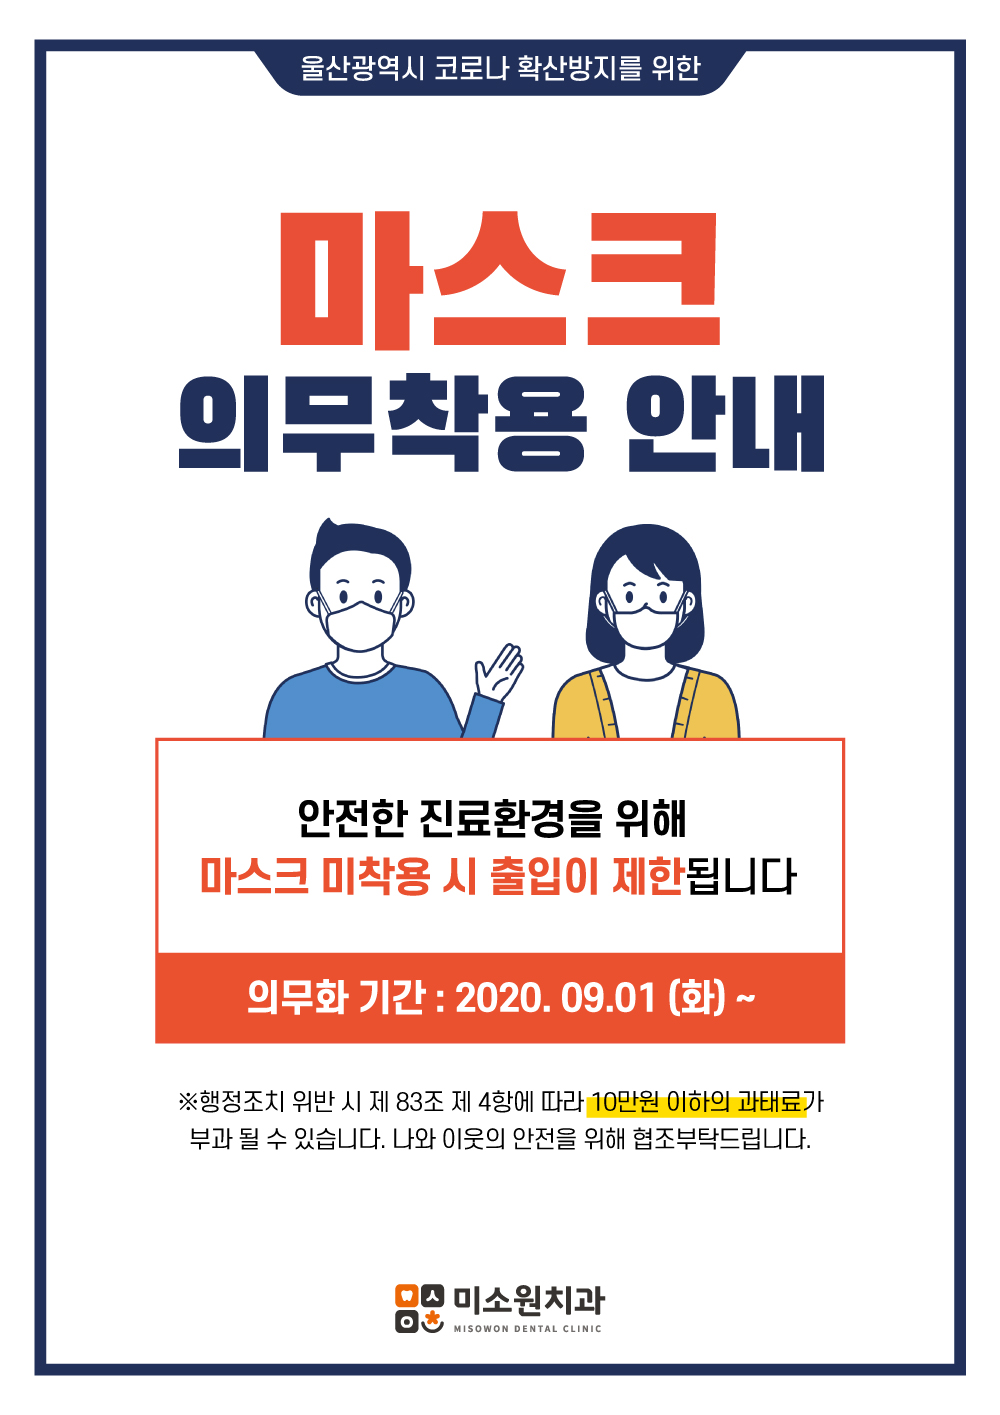 울산광역시 코로나 확산방지를 위한
마스크
의무착용 안내
안전한 진료환경을 위해
마스크 미착용 시 출입이 제한됩니다
의무화 기간 : 2020. 09.01 (화) ~
※행정조치 위반 시 제 83조 제 4항에 따라 10만원 이하의 과태료가
부과 될 수 있습니다. 나와 이웃의 안전을 위해 협조부탁드립니다.
미소원치과
MISOWON DENTAL CLINIC